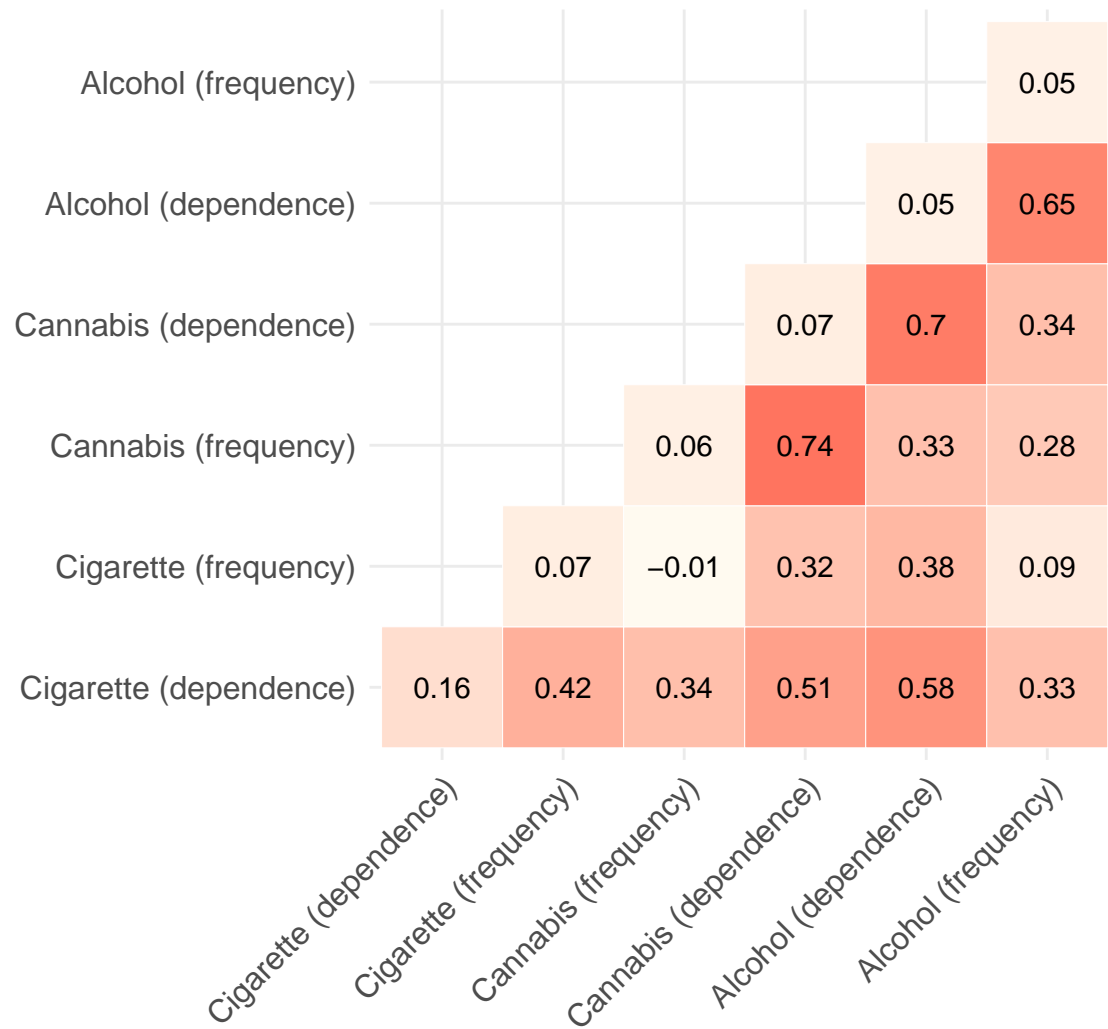 Alcohol (frequency) 0.05
Alcohol (dependence) 0.05 0.65
Cannabis (dependence) 0.07 0.7 0.34
Cannabis (frequency) 0.06 0.74 0.33 0.28
Cigarette (frequency) 0.07 −0.01 0.32 0.38 0.09
Cigarette (dependence) 0.16 0.42 0.34 0.51 0.58 0.33
Cigarette (dependence)
Cigarette (frequency)
Cannabis (frequency)
Cannabis (dependence)
Alcohol (dependence)
Alcohol (frequency)